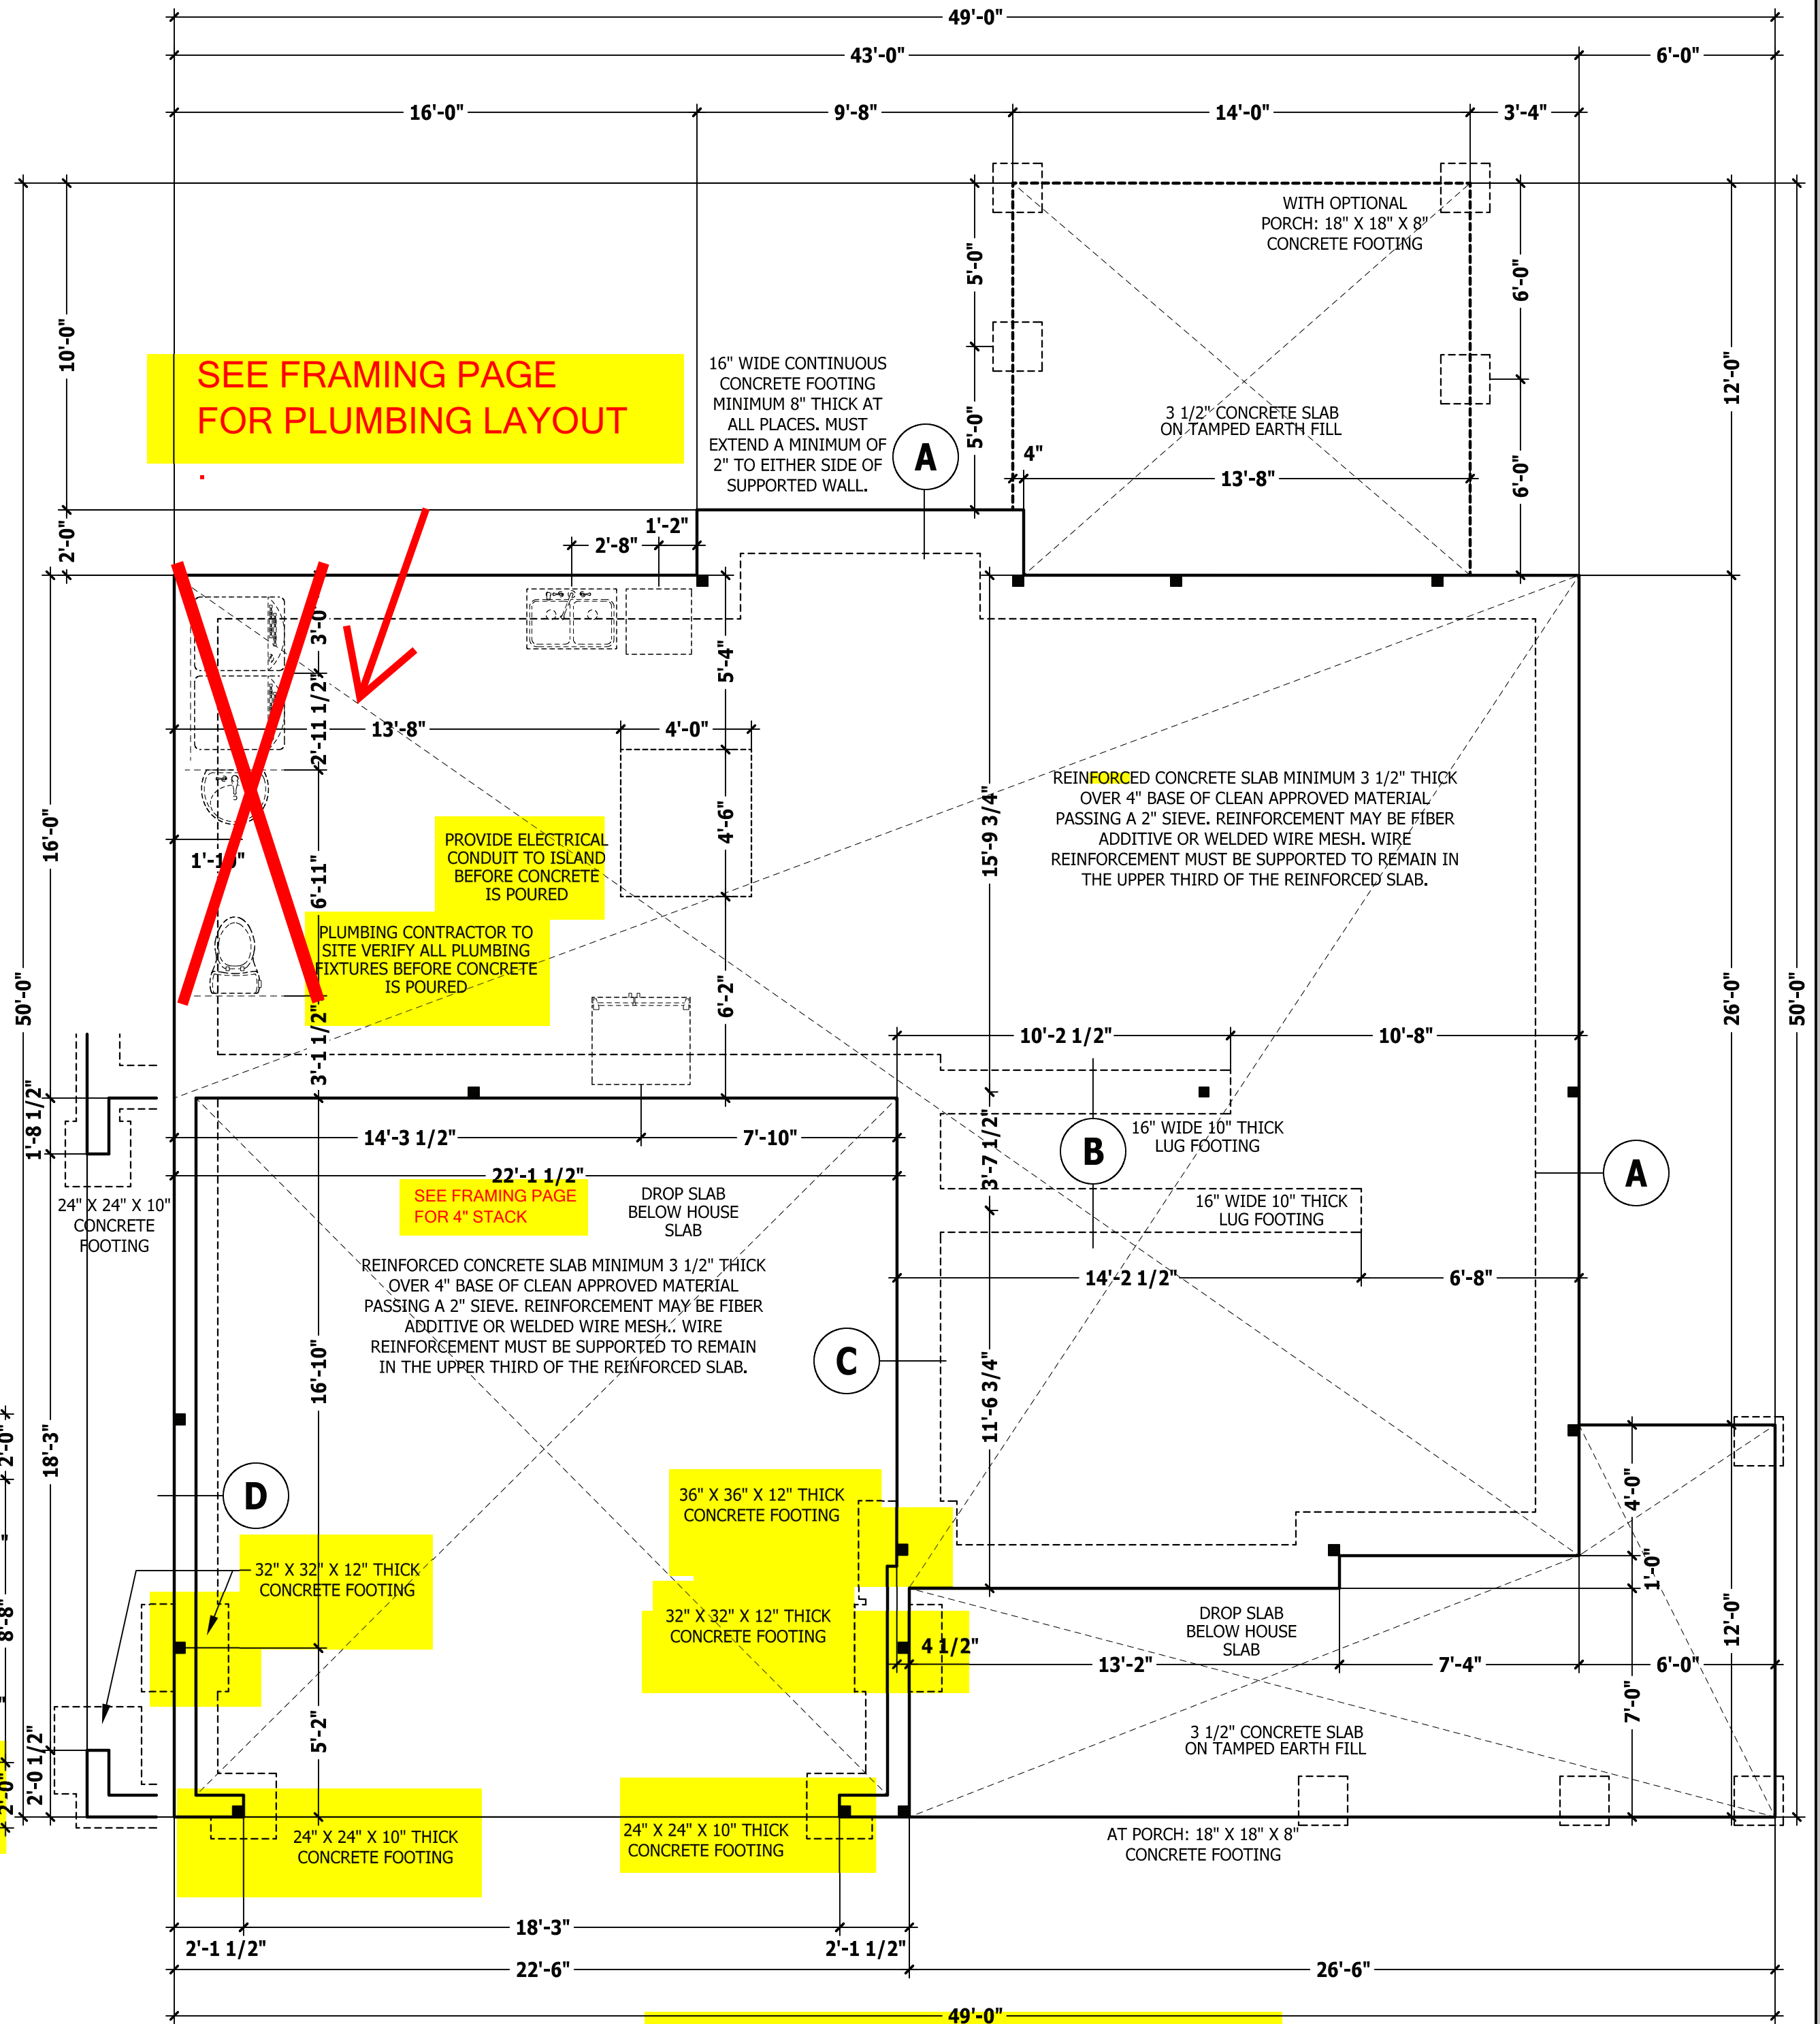 49'-0"
43'-0"
6'-0"
16'-0"
9'-8"
14'-0"
3'-4"
WITH OPTIONAL
PORCH: 18" X 18" X 8"
CONCRETE FOOTING
10'-0"
5'-0"
6'-0"
12'-0"
SEE FRAMING PAGE
FOR PLUMBING LAYOUT
.
16" WIDE CONTINUOUS
CONCRETE FOOTING
MINIMUM 8" THICK AT
ALL PLACES. MUST
EXTEND A MINIMUM OF
2" TO EITHER SIDE OF
SUPPORTED WALL.
A
5'-0"
3 1/2" CONCRETE SLAB
ON TAMPED EARTH FILL
4"
13'-8"
6'-0"
2'-0"
1'-2"
2'-8"
3'-0"
5'-4"
2'-11 1/2"
13'-8"
4'-0"
16'-0"
4'-6"
15'-9 3/4"
REINFORCED CONCRETE SLAB MINIMUM 3 1/2" THICK
OVER 4" BASE OF CLEAN APPROVED MATERIAL
PASSING A 2" SIEVE. REINFORCEMENT MAY BE FIBER
ADDITIVE OR WELDED WIRE MESH. WIRE
REINFORCEMENT MUST BE SUPPORTED TO REMAIN IN
THE UPPER THIRD OF THE REINFORCED SLAB.
PROVIDE ELECTRICAL
CONDUIT TO ISLAND
BEFORE CONCRETE
IS POURED
1'-10"
6'-11"
PLUMBING CONTRACTOR TO
SITE VERIFY ALL PLUMBING
FIXTURES BEFORE CONCRETE
IS POURED
50'-0"
6'-2"
26'-0"
50'-0"
3'-1 1/2"
10'-2 1/2"
10'-8"
1'-8 1/2"
14'-3 1/2"
7'-10"
3'-7 1/2"
B
16" WIDE 10" THICK
LUG FOOTING
A
22'-1 1/2"
SEE FRAMING PAGE
FOR 4" STACK
DROP SLAB
BELOW HOUSE
SLAB
16" WIDE 10" THICK
LUG FOOTING
24" X 24" X 10"
CONCRETE
FOOTING
REINFORCED CONCRETE SLAB MINIMUM 3 1/2" THICK
OVER 4" BASE OF CLEAN APPROVED MATERIAL
PASSING A 2" SIEVE. REINFORCEMENT MAY BE FIBER
ADDITIVE OR WELDED WIRE MESH.. WIRE
REINFORCEMENT MUST BE SUPPORTED TO REMAIN
IN THE UPPER THIRD OF THE REINFORCED SLAB.
14'-2 1/2"
6'-8"
C
16'-10"
11'-6 3/4"
2'-0"
18'-3"
D
36" X 36" X 12" THICK
CONCRETE FOOTING
4'-0"
32" X 32" X 12" THICK
CONCRETE FOOTING
1'-0"
8'-8"
32" X 32" X 12" THICK
CONCRETE FOOTING
4 1/2"
DROP SLAB
BELOW HOUSE
SLAB
12'-0"
13'-2"
7'-4"
6'-0"
7'-0"
5'-2"
3 1/2" CONCRETE SLAB
ON TAMPED EARTH FILL
2'-0"
2'-0 1/2"
24" X 24" X 10" THICK
CONCRETE FOOTING
24" X 24" X 10" THICK
CONCRETE FOOTING
AT PORCH: 18" X 18" X 8"
CONCRETE FOOTING
18'-3"
2'-1 1/2"
2'-1 1/2"
22'-6"
26'-6"
49'-0"